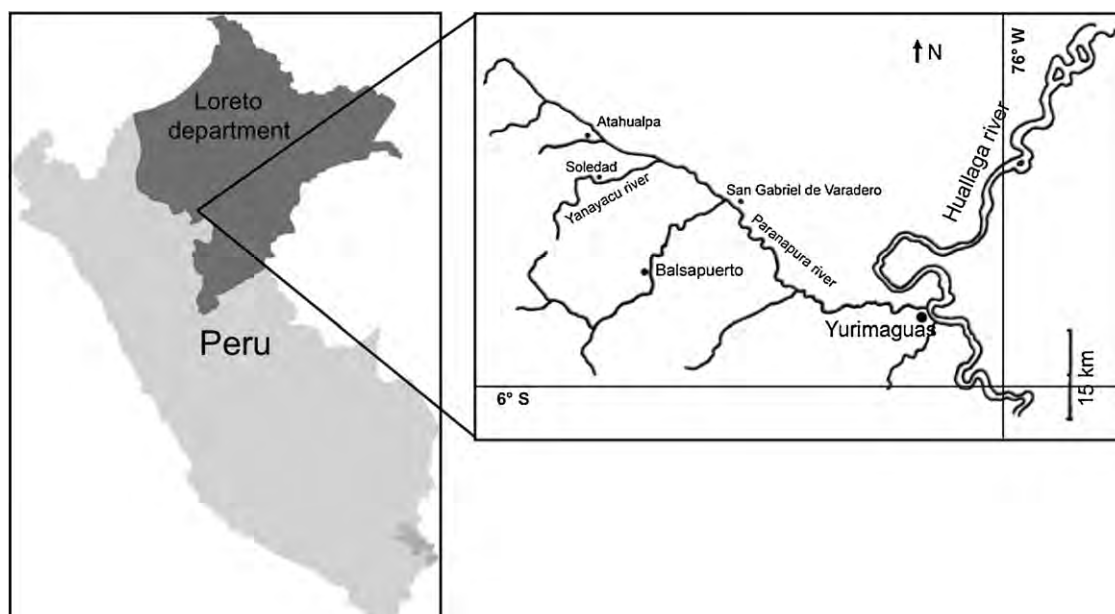 Loreto
department
Peru
N
76° W
Atahualpa
Huallaga river
Soledad
San Gabriel de Varadero
Yanayacu river
Paranapura river
Balsapuerto
Yurimaguas
6° S
15 km